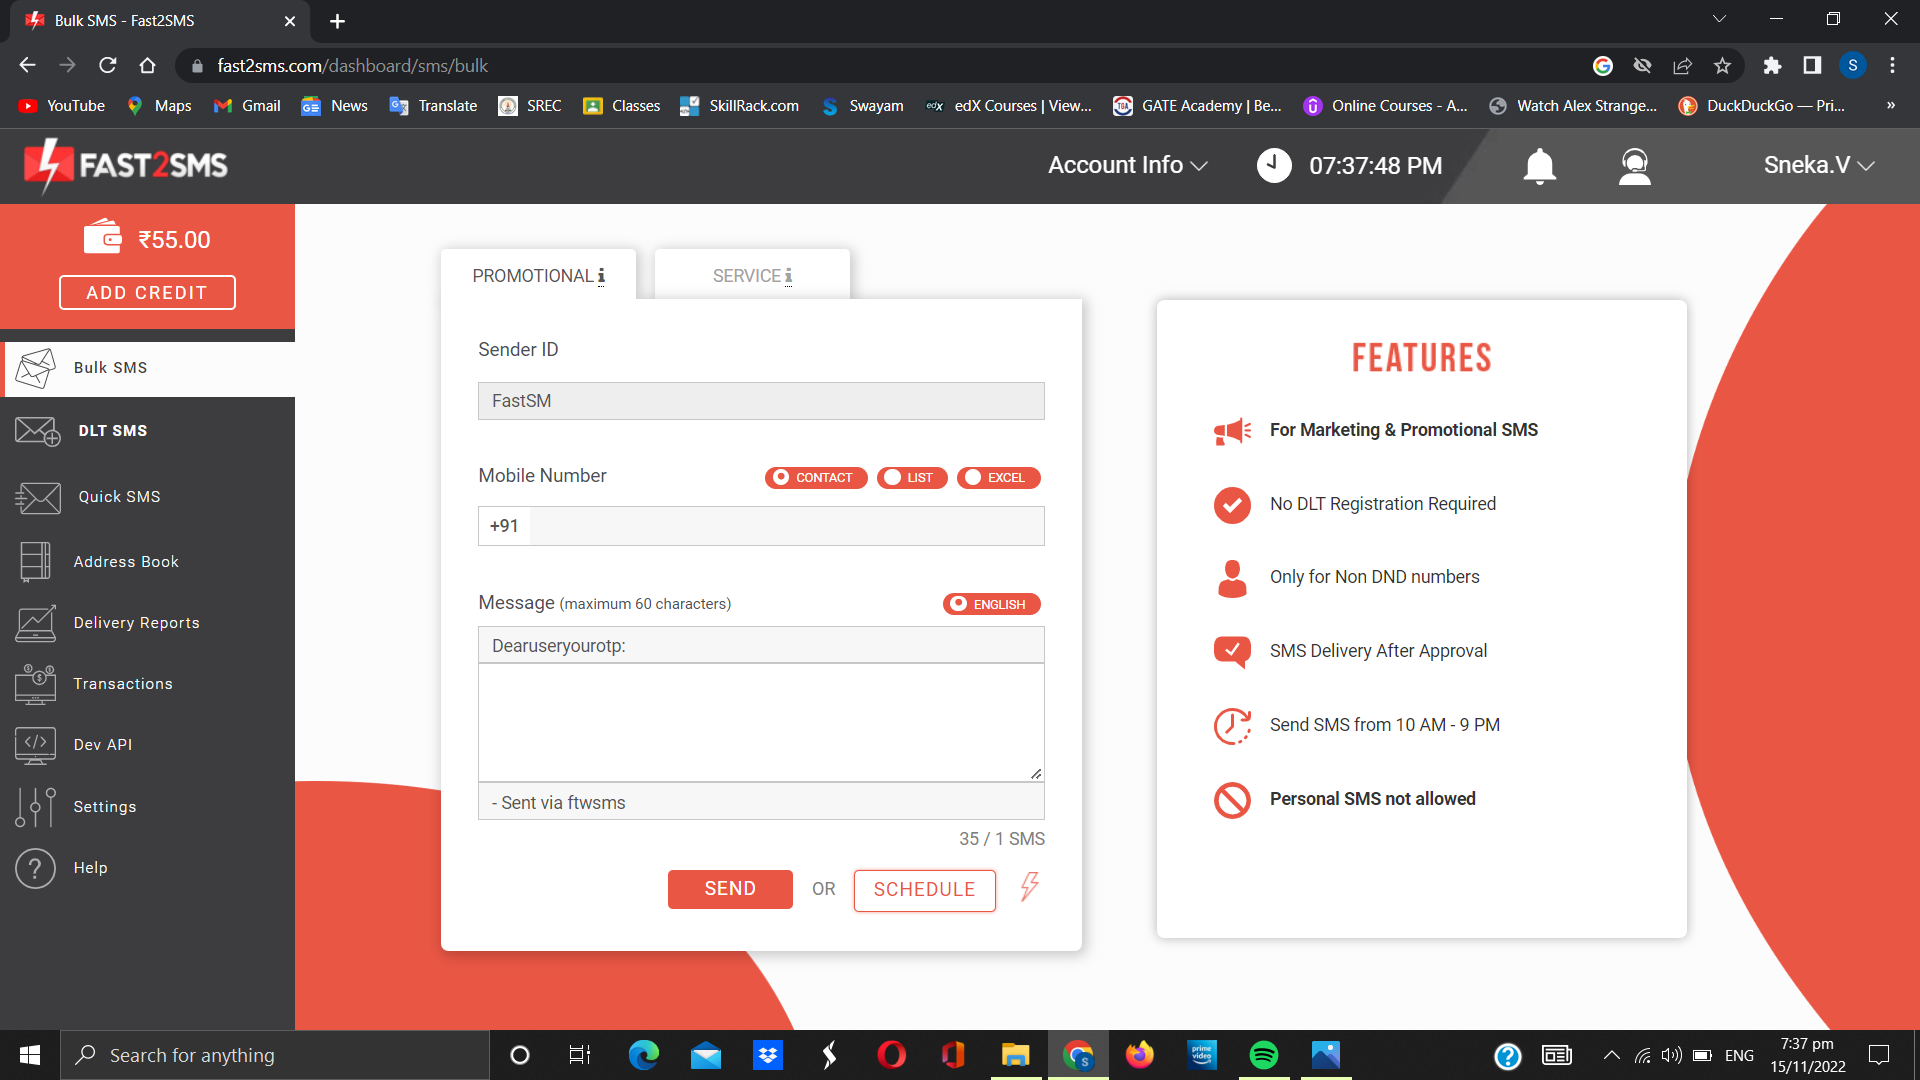 Bulk SMS - Fast2SMS
fast2sms.com/dashboard/sms/bulk
S
YouTube Maps Gmail News Translate SREC Classes SkillRack.com Swayam edX Courses | View... GATE Academy | Be... Online Courses - A... Watch Alex Strange... DuckDuckGo — Pri... »
FAST2SMS
Account Info
07:37:48 PM
Sneka.V
₹55.00
ADD CREDIT
Bulk SMS
DLT SMS
Quick SMS
Address Book
Delivery Reports
Transactions
Dev API
Settings
Help
PROMOTIONAL i
SERVICE i
Sender ID
FastSM
Mobile Number
CONTACT LIST EXCEL
+91
Message (maximum 60 characters)
ENGLISH
Dearuseryourotp:
- Sent via ftwsms
35 / 1 SMS
SEND OR SCHEDULE
FEATURES
For Marketing & Promotional SMS
No DLT Registration Required
Only for Non DND numbers
SMS Delivery After Approval
Send SMS from 10 AM - 9 PM
Personal SMS not allowed
Search for anything
prime video
ENG
7:37 pm
15/11/2022